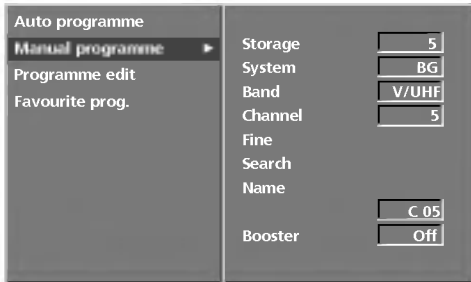 Auto programme
Manual programme
Programme edit
Favourite prog.
Storage 5
System BG
Band V/UHF
Channel 5
Fine
Search
Name
C 05
Booster Off